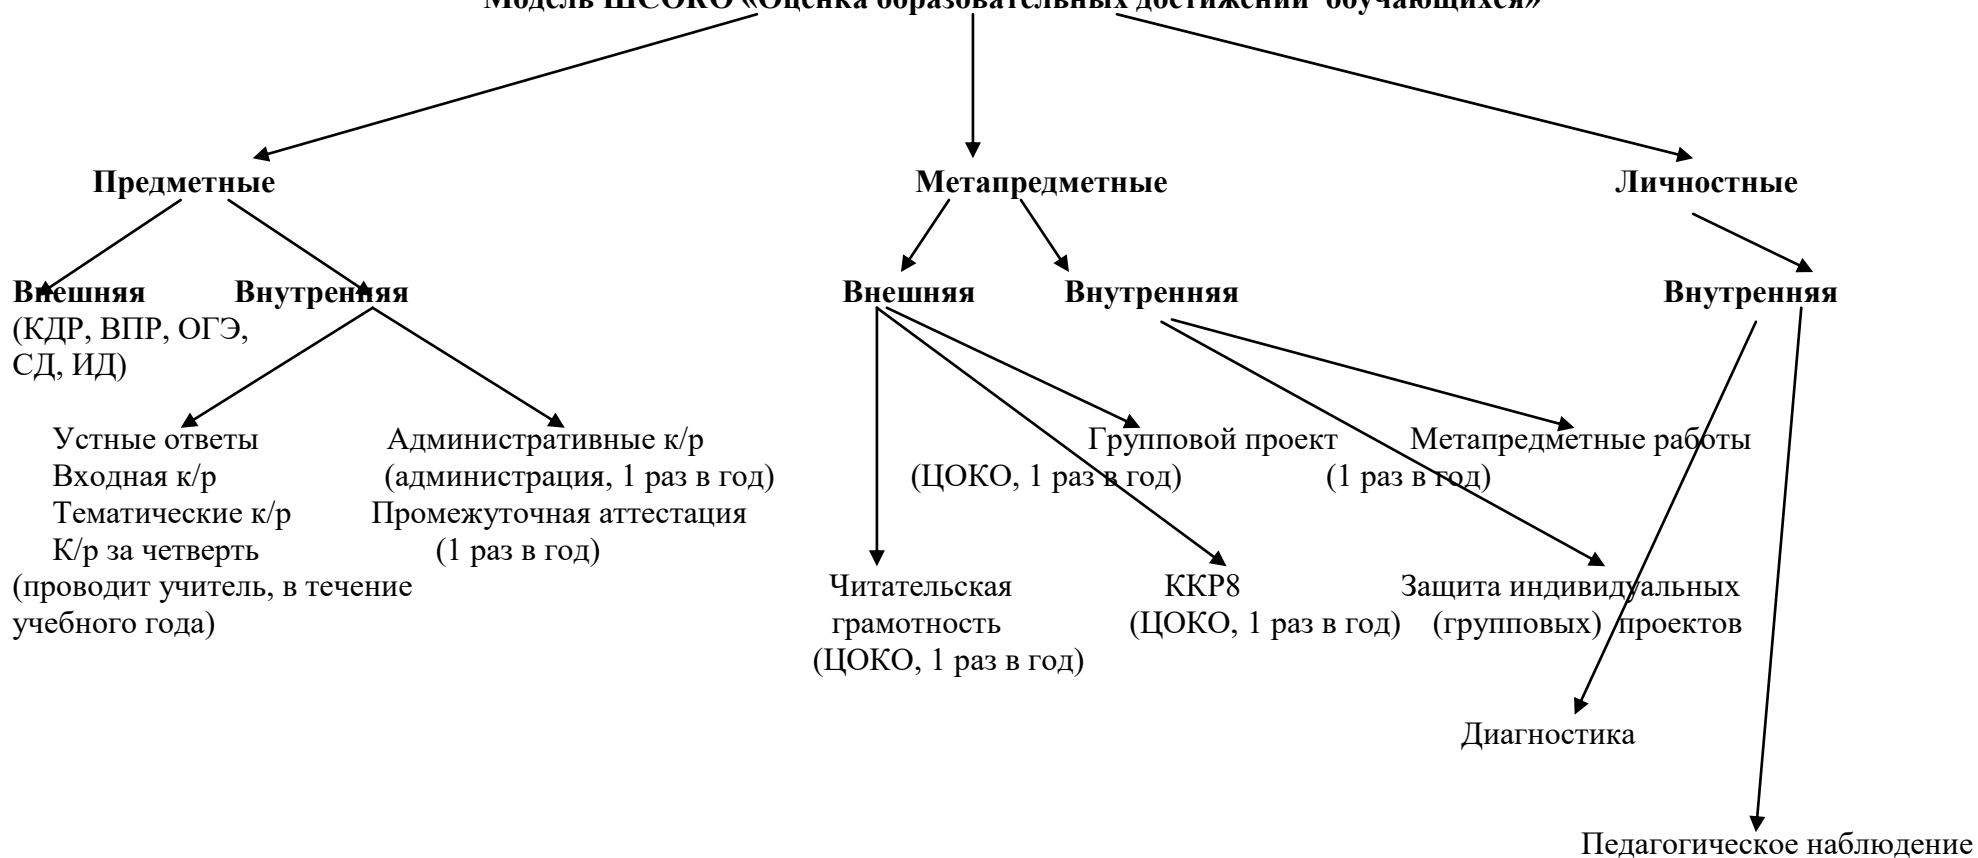 Модель ШСОКО «Оценка образовательных достижений обучающихся»
Предметные Метапредметные Личностные
Внешняя Внутренняя Внешняя Внутренняя Внутренняя
(КДР, ВПР, ОГЭ,
СД, ИД)
Устные ответы Административные к/р Групповой проект Метапредметные работы
Входная к/р (администрация, 1 раз в год) (ЦОКО, 1 раз в год) (1 раз в год)
Тематические к/р Промежуточная аттестация
К/р за четверть (1 раз в год)
(проводит учитель, в течение Читательская ККР8 Защита индивидуальных
учебного года) грамотность (ЦОКО, 1 раз в год) (групповых) проектов
(ЦОКО, 1 раз в год)
Диагностика
Педагогическое наблюдение